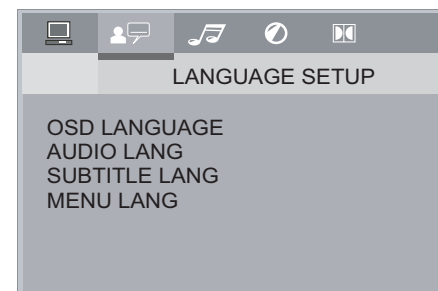 LANGUAGE SETUP
OSD LANGUAGE
AUDIO LANG
SUBTITLE LANG
MENU LANG